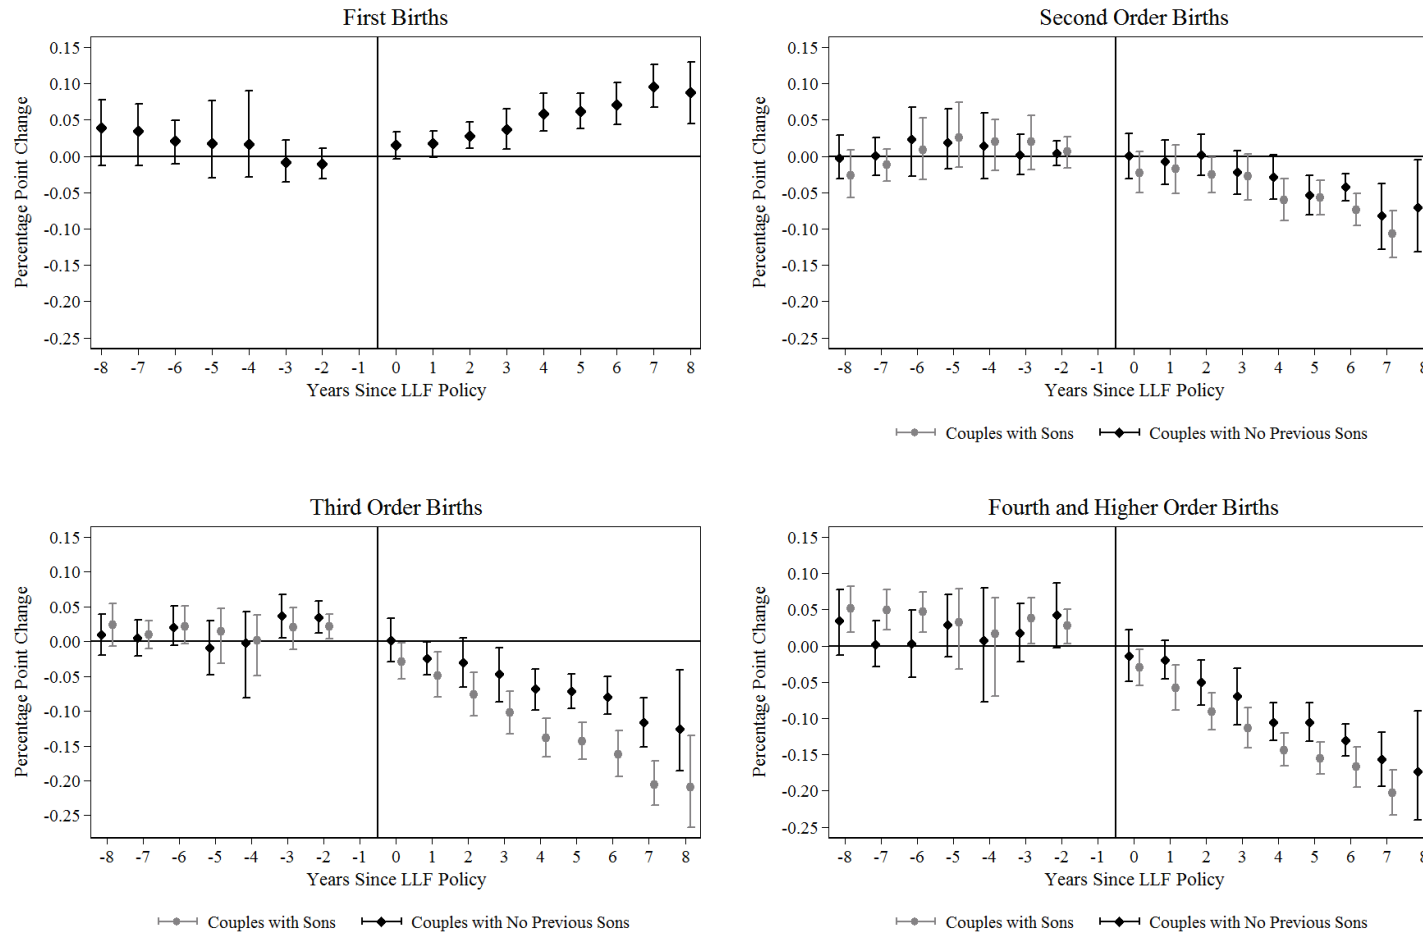 First Births
Percentage Point Change
0.15
0.10
0.05
0.00
-0.05
-0.10
-0.15
-0.20
-0.25
-8 -7 -6 -5 -4 -3 -2 -1 0 1 2 3 4 5 6 7 8
Years Since LLF Policy
Second Order Births
Percentage Point Change
0.15
0.10
0.05
0.00
-0.05
-0.10
-0.15
-0.20
-0.25
-8 -7 -6 -5 -4 -3 -2 -1 0 1 2 3 4 5 6 7 8
Years Since LLF Policy
Couples with Sons Couples with No Previous Sons
Third Order Births
Percentage Point Change
0.15
0.10
0.05
0.00
-0.05
-0.10
-0.15
-0.20
-0.25
-8 -7 -6 -5 -4 -3 -2 -1 0 1 2 3 4 5 6 7 8
Years Since LLF Policy
Couples with Sons Couples with No Previous Sons
Fourth and Higher Order Births
Percentage Point Change
0.15
0.10
0.05
0.00
-0.05
-0.10
-0.15
-0.20
-0.25
-8 -7 -6 -5 -4 -3 -2 -1 0 1 2 3 4 5 6 7 8
Years Since LLF Policy
Couples with Sons Couples with No Previous Sons